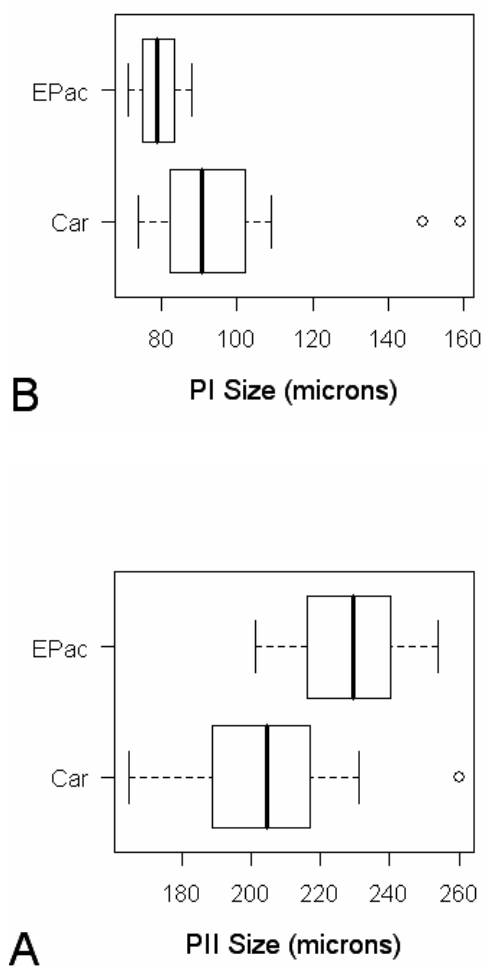 EPac
Car
80 100 120 140 160
PI Size (microns)
B
EPac
Car
180 200 220 240 260
PII Size (microns)
A